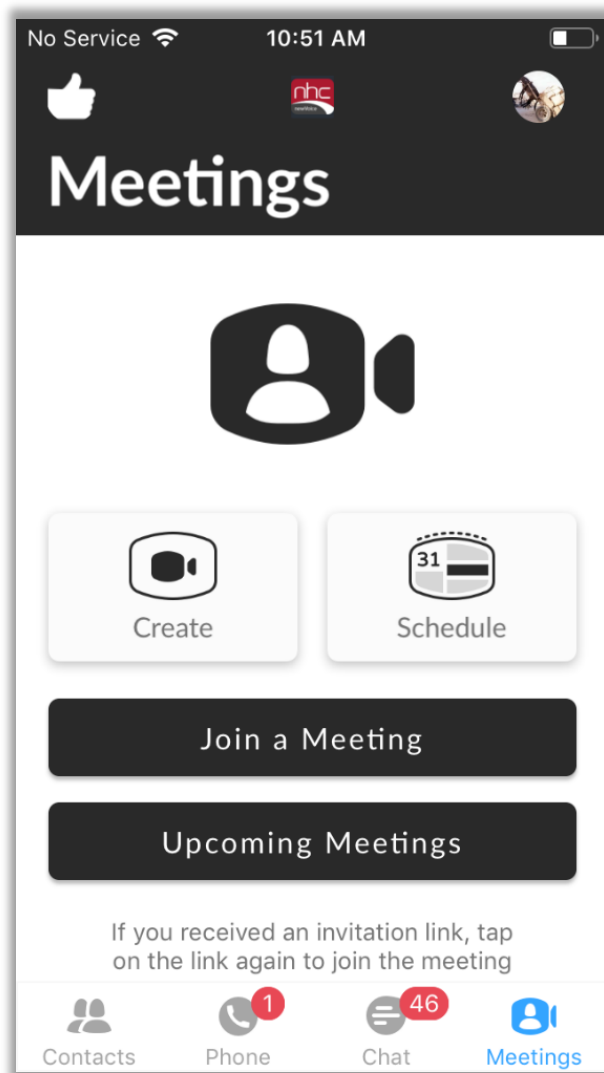 No Service 10:51 AM
nhc
Meetings
31
Create Schedule
Join a Meeting
Upcoming Meetings
If you received an invitation link, tap
on the link again to join the meeting
1 46
Contacts Phone Chat Meetings